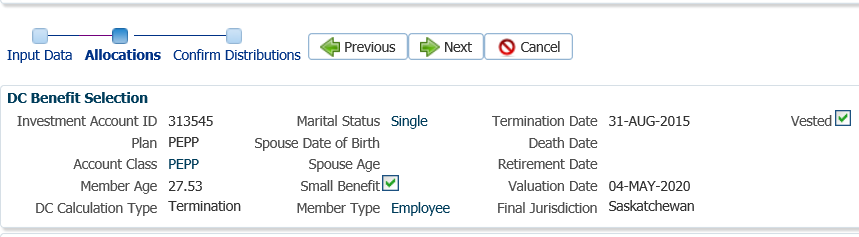 Input Data Allocations Confirm Distributions Previous Next Cancel
DC Benefit Selection
Investment Account ID 313545 Marital Status Single Termination Date 31-AUG-2015 Vested
Plan PEPP Spouse Date of Birth Death Date
Account Class PEPP Spouse Age Retirement Date
Member Age 27.53 Small Benefit Valuation Date 04-MAY-2020
DC Calculation Type Termination Member Type Employee Final Jurisdiction Saskatchewan